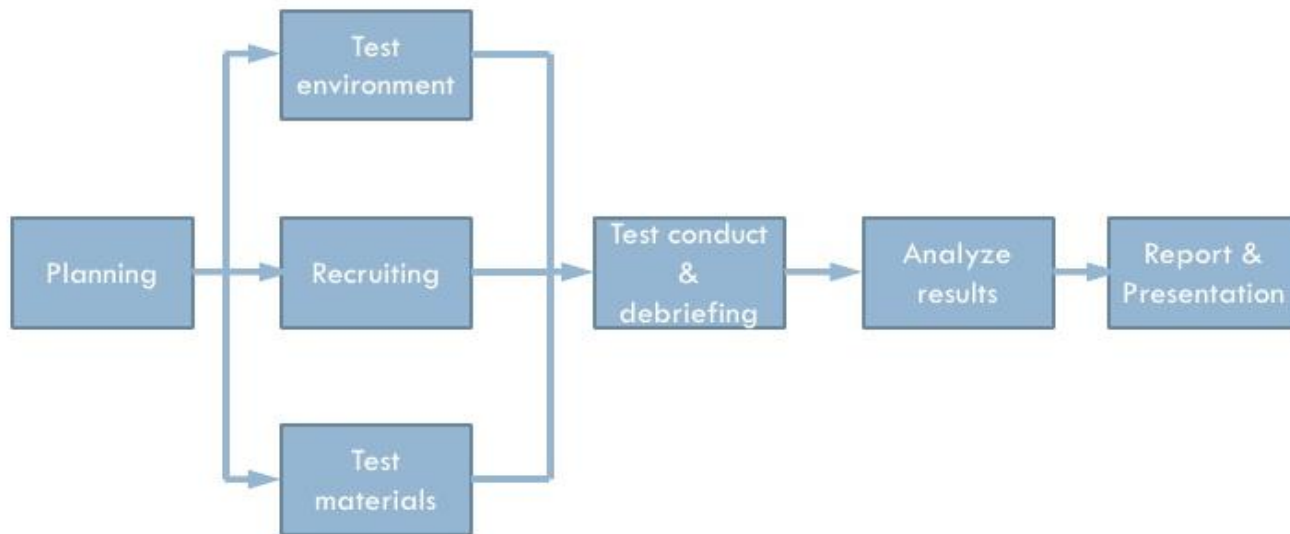 Test
environment
Planning
Recruiting
Test conduct
&
debriefing
Analyze
results
Report &
Presentation
Test
materials